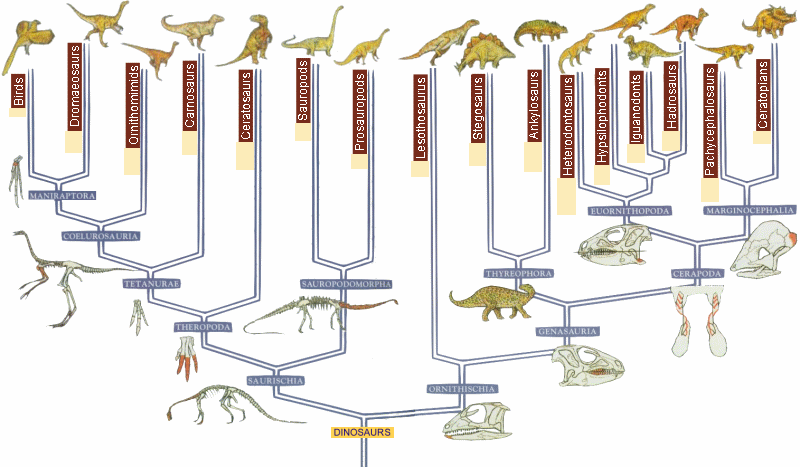 Birds
Dromaeosaurs
Ornithomimids
Carnosaurs
Ceratosaurs
Sauropods
Prosauropods
Lesothosaurus
Stegosaurs
Ankylosaurs
Heterodontosaurs
Hypsilophodonts
Iguanodonts
Hadrosaurs
Pachycephalosaurs
Ceratopians
MANIRAPTORA
EUORNITHOPODA
MARGINOCEPHALIA
COELUROSAURIA
TETANURAE
SAUROPODOMORPHA
THYREOPHORA
CERAPODA
THEROPODA
GENASAURIA
SAURISCHIA
ORNITHISCHIA
DINOSAURS